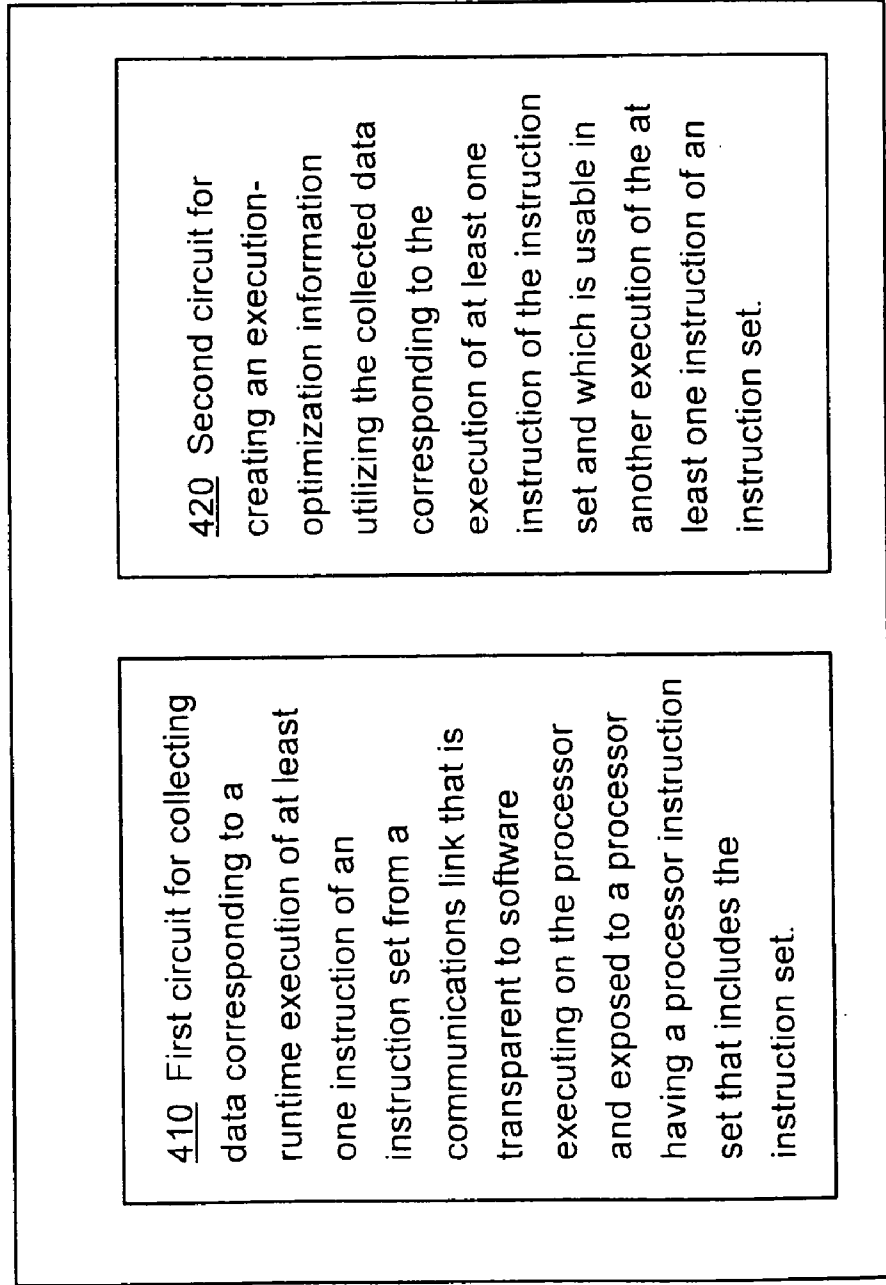 410 First circuit for collecting
data corresponding to a
runtime execution of at least
one instruction of an
instruction set from a
communications link that is
transparent to software
executing on the processor
and exposed to a processor
having a processor instruction
set that includes the
instruction set.
420 Second circuit for
creating an execution-
optimization information
utilizing the collected data
corresponding to the
execution of at least one
instruction of the instruction
set and which is usable in
another execution of the at
least one instruction of an
instruction set.